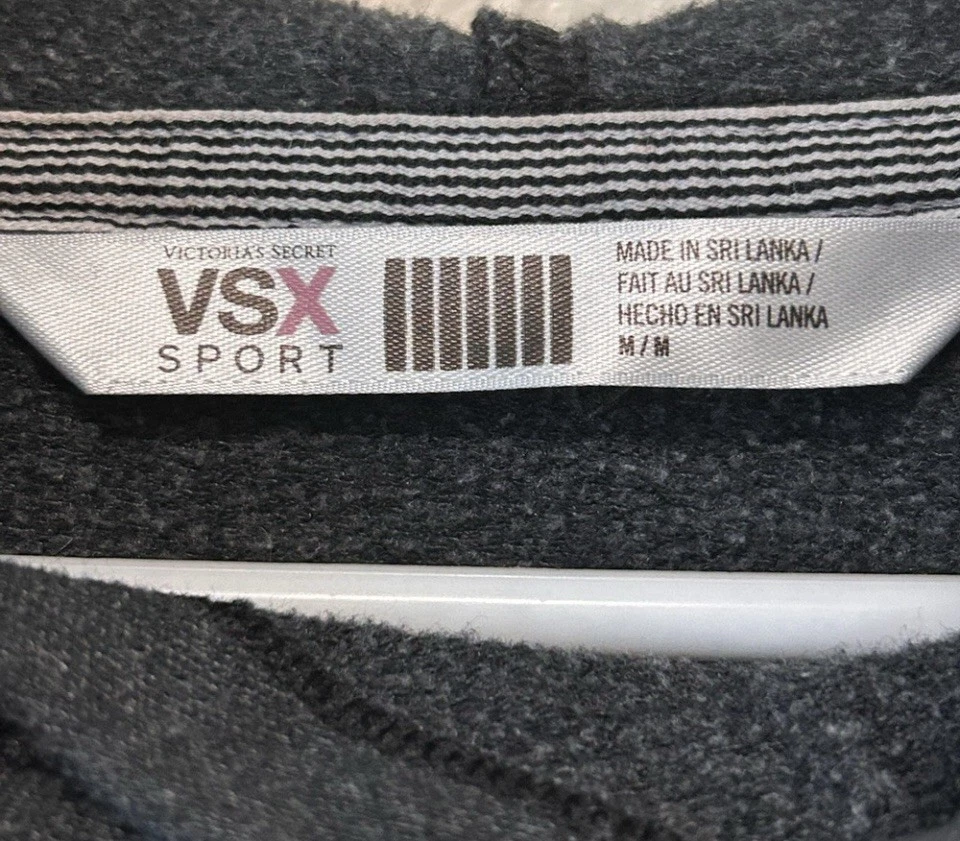 VICTORIA'S SECRET
VSX
SPORT
MADE IN SRI LANKA /
FAIT AU SRI LANKA /
HECHO EN SRI LANKA
M / M